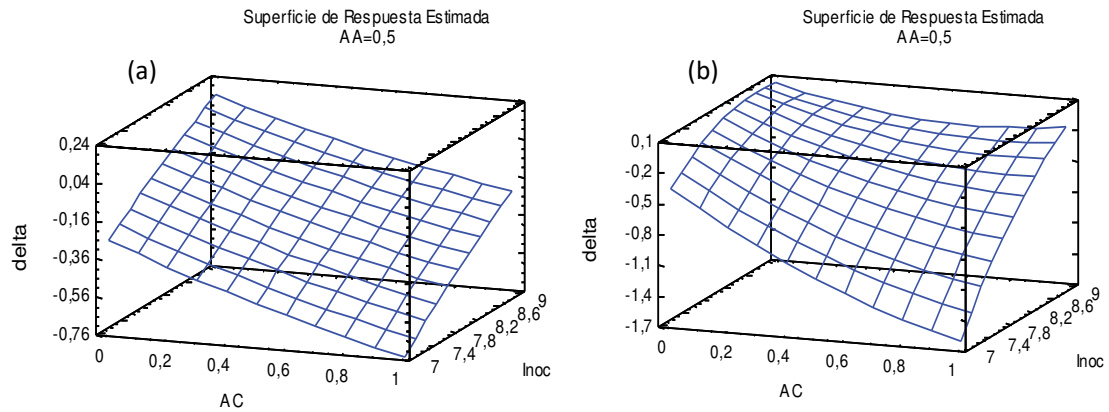 Superficie de Respuesta Estimada
AA=0,5
(a)
0,24
0,04
-0,16
-0,36
-0,56
-0,76
delta
0 0,2 0,4 0,6 0,8 1
AC
7 7,4 7,8 8,2 8,6 9
Inoc
Superficie de Respuesta Estimada
AA=0,5
(b)
0,1
-0,2
-0,5
-0,8
-1,1
-1,4
-1,7
delta
0 0,2 0,4 0,6 0,8 1
AC
7 7,4 7,8 8,2 8,6 9
Inoc